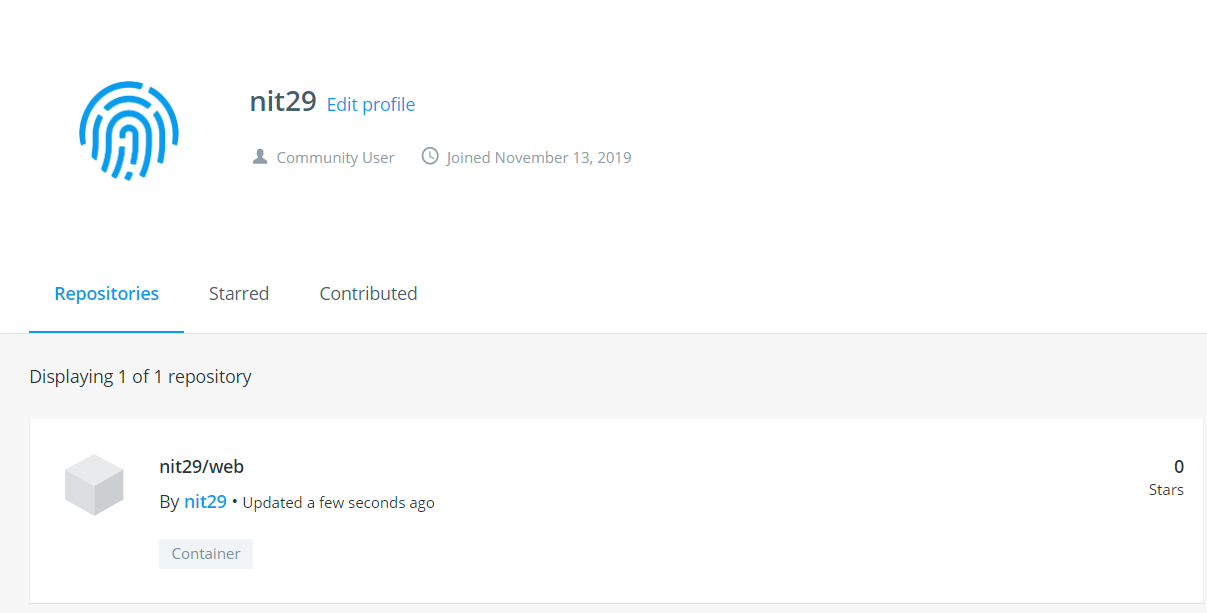 nit29 Edit profile
Community User Joined November 13, 2019
Repositories Starred Contributed
Displaying 1 of 1 repository
nit29/web
0
By nit29 • Updated a few seconds ago
Stars
Container